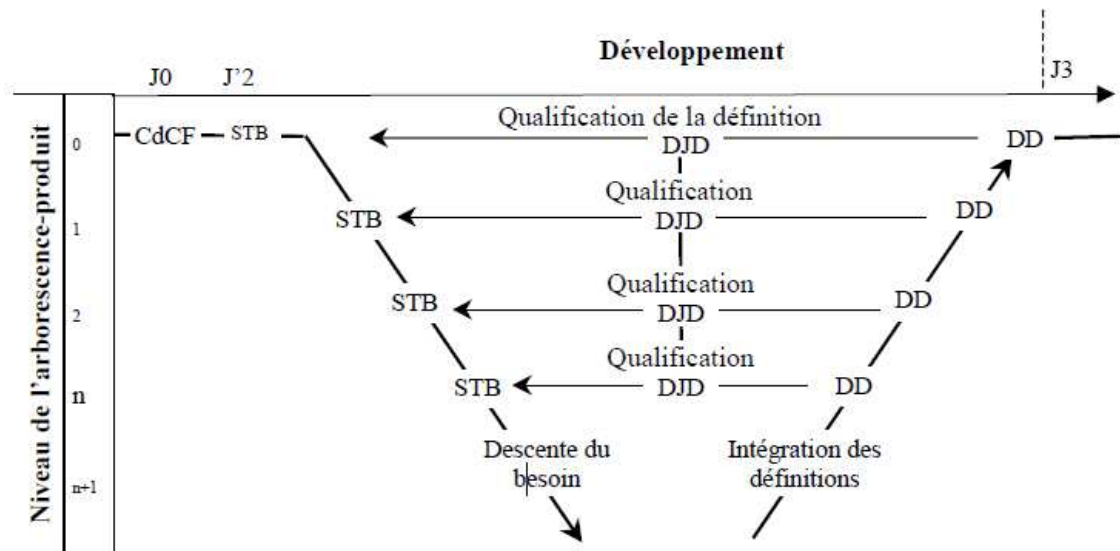 Développement
J0 J'2 J3
Niveau de l'arborescence-produit
Qualification de la définition
0 CdCF STB DJD DD
Qualification
1 STB DJD DD
Qualification
2 STB DJD DD
Qualification
n STB DJD DD
Descente du
besoin
Intégration des
définitions
n+1